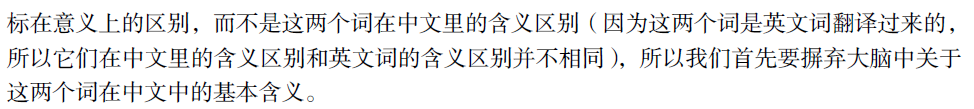 标在意义上的区别，而不是这两个词在中文里的含义区别（因为这两个词是英文词翻译过来的，
所以它们在中文里的含义区别和英文词的含义区别并不相同），所以我们首先要摒弃大脑中关于
这两个词在中文中的基本含义。